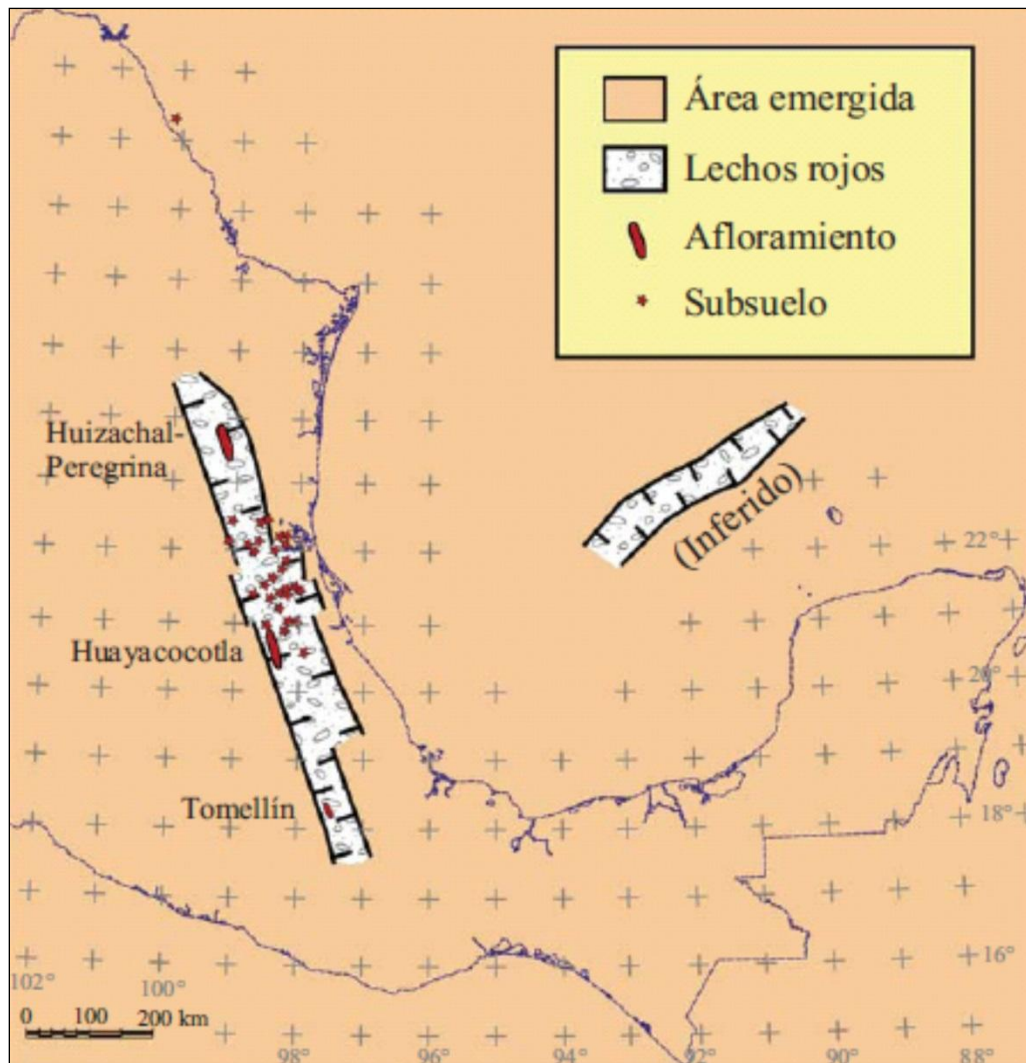 Área emergida
Lechos rojos
Afloramiento
Subsuelo
Huizachal-
Peregrina
(Inferido)
22°
Huayacocotla
20°
Tomellín
18°
16°
102°
100°
0 100 200 km
98°
96°
94°
92°
90°
88°